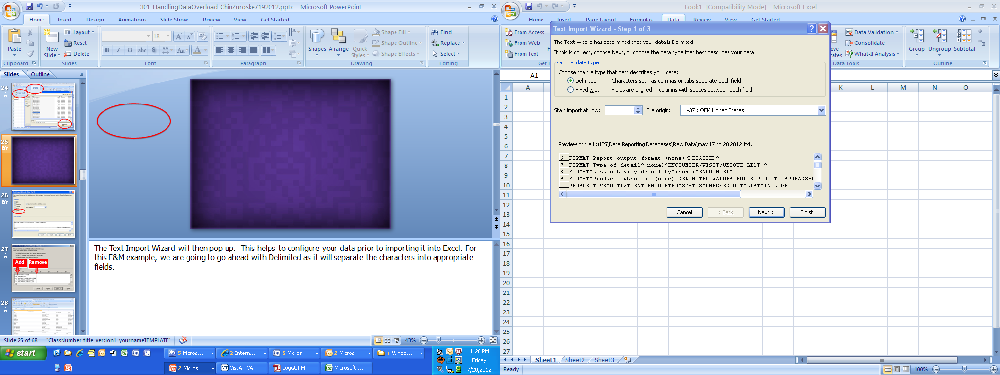 301_HandlingDataOverload_ChinZuroske7192012.pptx - Microsoft PowerPoint
Home Insert Design Animations Slide Show Review View Get Started
Paste
New Slide
Layout
Reset
Delete
18
B I U abc S AV Aa A
Shapes Arrange Quick Styles
Shape Fill
Shape Outline
Shape Effects
Find
Replace
Select
Clipboard Slides Font Paragraph Drawing Editing
Slides Outline
24
25
26
27
Add Remove
28
The Text Import Wizard will then pop up. This helps to configure your data prior to importing it into Excel. For
this E&M example, we are going to go ahead with Delimited as it will separate the characters into appropriate
fields.
Slide 25 of 68 "ClassNumber_title_version1_yournameTEMPLATE" 43%
start
5 Micros... 2 Intern... 5 Micros... 2 Micros... 4 Windo...
2 Micros... VistA - VA... LogGUI M... Microsoft ...
1:26 PM
Friday
7/20/2012
Book1 [Compatibility Mode] - Microsoft Excel
Home Insert Page Layout Formulas Data Review View Get Started
From Access
From Web
From Text
Get E
Data Validation
Consolidate
What-If Analysis
ove
icates
Data Tools
Group Ungroup Subtotal
Outline
A1
Text Import Wizard - Step 1 of 3
The Text Wizard has determined that your data is Delimited.
If this is correct, choose Next, or choose the data type that best describes your data.
Original data type
Choose the file type that best describes your data:
Delimited - Characters such as commas or tabs separate each field.
Fixed width - Fields are aligned in columns with spaces between each field.
Start import at row: 1 File origin: 437 : OEM United States
Preview of file L:\ISS\Data Reporting Databases\Raw Data\may 17 to 20 2012.txt.
6 FORMAT^Report output format^(none)^DETAILED^^
7 FORMAT^Type of detail^(none)^ENCOUNTER/VISIT/UNIQUE LIST^^
8 FORMAT^List activity detail by^(none)^ENCOUNTER^^
9 FORMAT^Produce output as^(none)^DELIMITED VALUES FOR EXPORT TO SPREADSHE
10 PERSPECTIVE^OUTPATIENT ENCOUNTER^STATUS^CHECKED OUT^LIST^INCLUDE
Cancel < Back Next > Finish
A K L M N O
1
2
3
4
5
6
7
8
9
10
11
12
13
14
15
16
17
18
19
20
21
22
23
24
25
26
27
Sheet1 Sheet2 Sheet3
Ready 100%